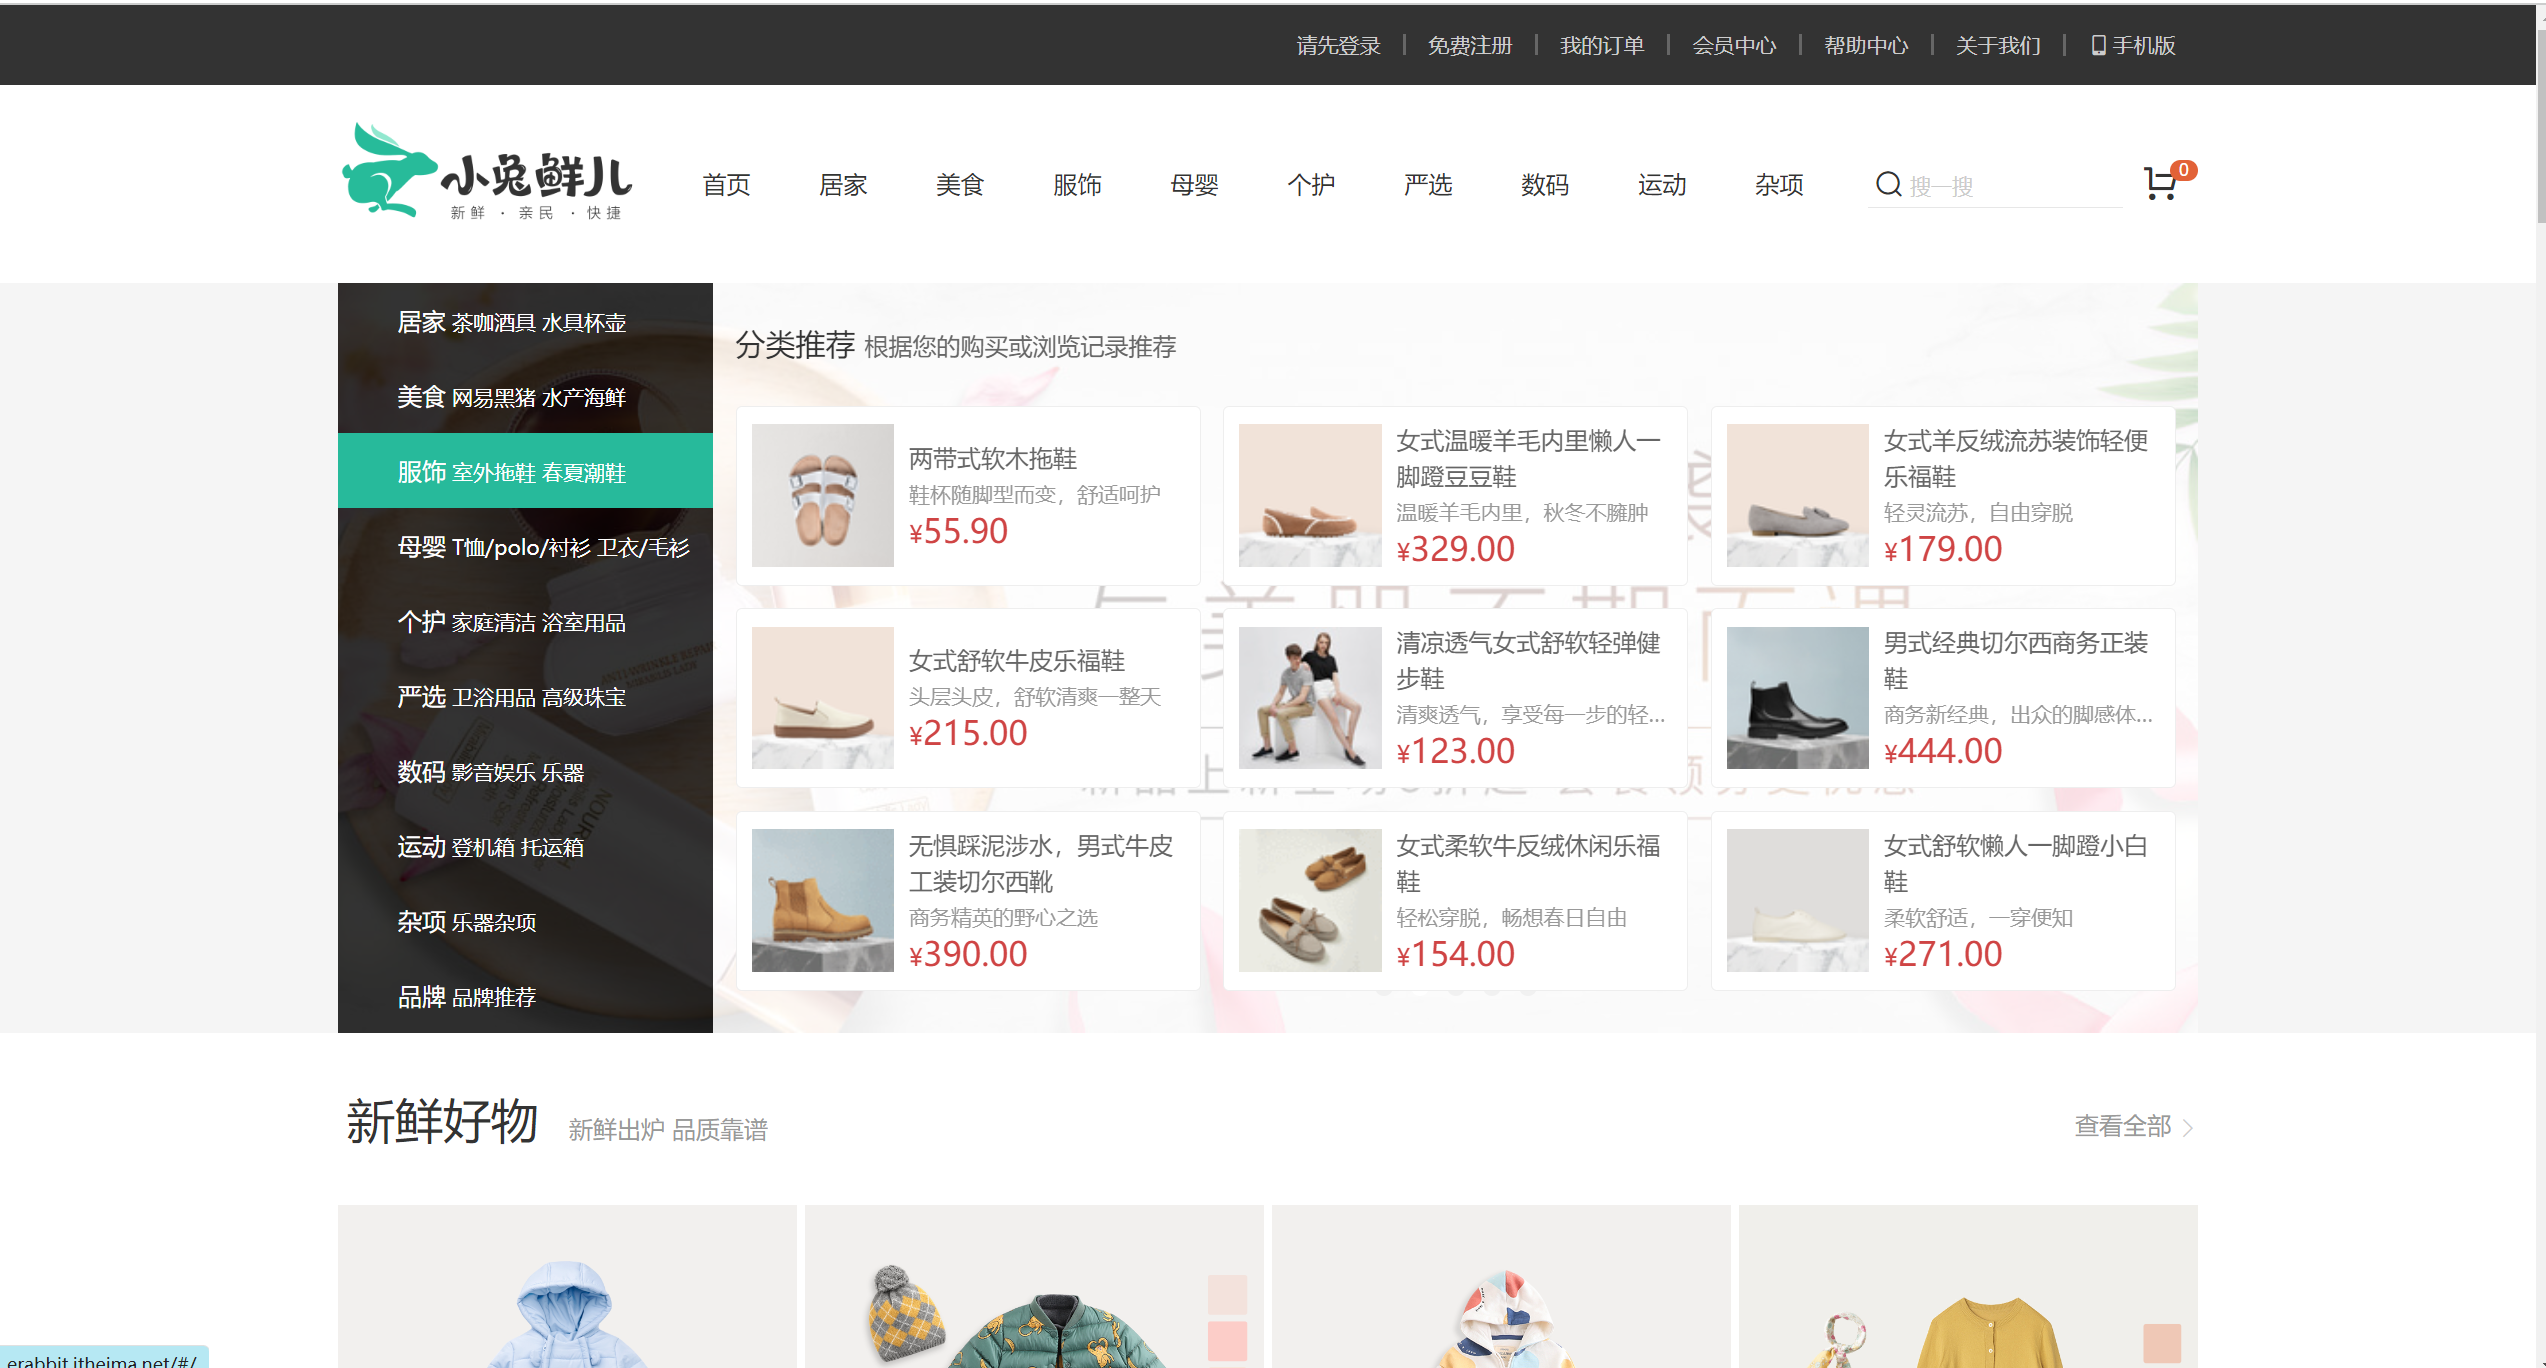 请先登录 免费注册 我的订单 会员中心 帮助中心 关于我们 手机版
小兔鲜儿
新鲜 · 亲民 · 快捷
首页 居家 美食 服饰 母婴 个护 严选 数码 运动 杂项 搜一搜 0
居家 茶咖酒具 水具杯壶
美食 网易黑猪 水产海鲜
服饰 室外拖鞋 春夏潮鞋
母婴 T恤/polo/衬衫 卫衣/毛衫
个护 家庭清洁 浴室用品
严选 卫浴用品 高级珠宝
数码 影音娱乐 乐器
运动 登机箱 托运箱
杂项 乐器杂项
品牌 品牌推荐
分类推荐 根据您的购买或浏览记录推荐
两带式软木拖鞋
鞋杯随脚型而变，舒适呵护
¥55.90
女式温暖羊毛内里懒人一
脚蹬豆豆鞋
温暖羊毛内里，秋冬不臃肿
¥329.00
女式羊反绒流苏装饰轻便
乐福鞋
轻灵流苏，自由穿脱
¥179.00
女式舒软牛皮乐福鞋
头层头皮，舒软清爽一整天
¥215.00
清凉透气女式舒软轻弹健
步鞋
清爽透气，享受每一步的轻...
¥123.00
男式经典切尔西商务正装
鞋
商务新经典，出众的脚感体...
¥444.00
无惧踩泥涉水，男式牛皮
工装切尔西靴
商务精英的野心之选
¥390.00
女式柔软牛反绒休闲乐福
鞋
轻松穿脱，畅想春日自由
¥154.00
女式舒软懒人一脚蹬小白
鞋
柔软舒适，一穿便知
¥271.00
新鲜好物 新鲜出炉 品质靠谱
查看全部
erabbit.itheima.net/#/